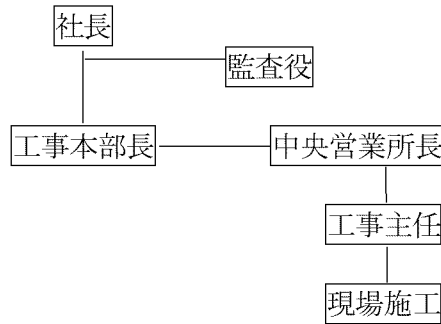 社長
監査役
工事本部長
中央営業所長
工事主任
現場施工